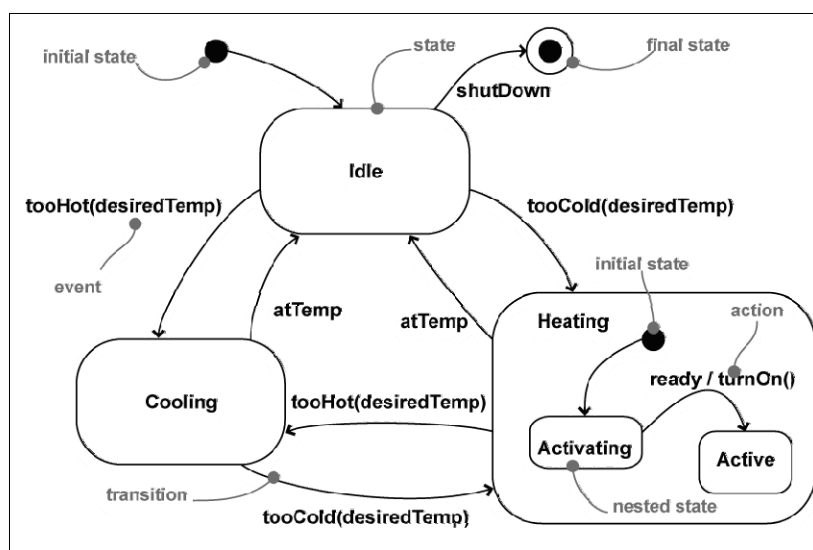 state
final state
initial state
shutDown
Idle
tooHot(desiredTemp)
tooCold(desiredTemp)
initial state
event
atTemp
atTemp
Heating
action
ready / turnOn()
Cooling
tooHot(desiredTemp)
Activating
Active
transition
nested state
tooCold(desiredTemp)